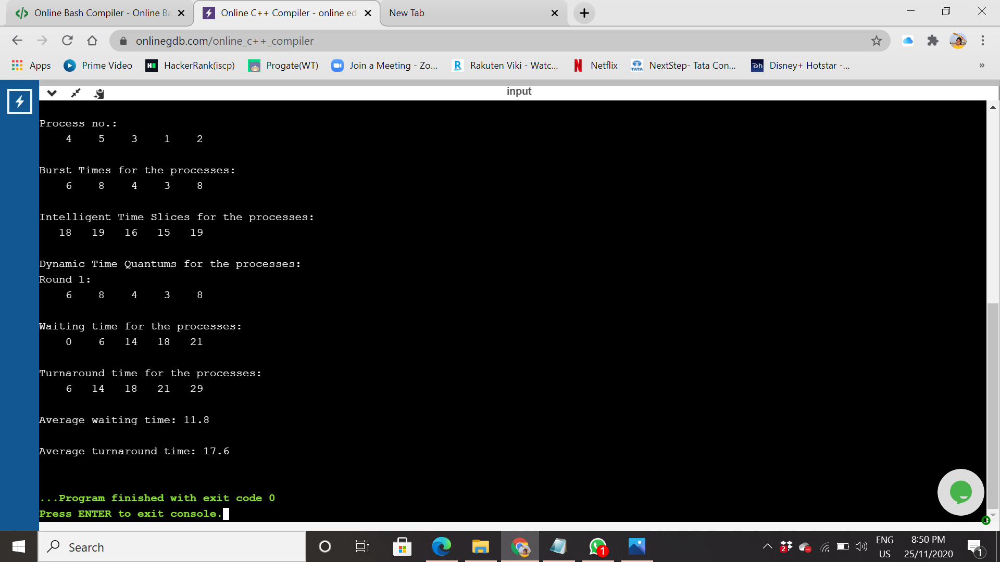 Online Bash Compiler - Online Ba
Online C++ Compiler - online edi
New Tab
onlinegdb.com/online_c++_compiler
Apps
Prime Video
HackerRank(iscp)
Progate(WT)
Join a Meeting - Zo...
Rakuten Viki - Watc...
Netflix
NextStep- Tata Con...
Disney+ Hotstar -...
input
Process no.:
4 5 3 1 2
Burst Times for the processes:
6 8 4 3 8
Intelligent Time Slices for the processes:
18 19 16 15 19
Dynamic Time Quantums for the processes:
Round 1:
6 8 4 3 8
Waiting time for the processes:
0 6 14 18 21
Turnaround time for the processes:
6 14 18 21 29
Average waiting time: 11.8
Average turnaround time: 17.6
...Program finished with exit code 0
Press ENTER to exit console.
Search
1
2
ENG
US
8:50 PM
25/11/2020
1